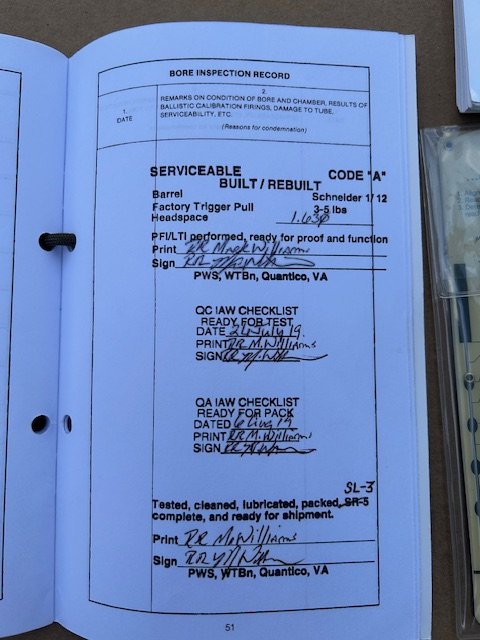 BORE INSPECTION RECORD
1.
DATE
2.
REMARKS ON CONDITION OF BORE AND CHAMBER, RESULTS OF
BALLISTIC CALIBRATION FIRINGS, DAMAGE TO TUBE,
SERVICEABILITY, ETC.
(Reasons for condemnation)
SERVICEABLE CODE "A"
BUILT / REBUILT
Barrel Schneider 1/12
Factory Trigger Pull 3-5 lbs
Headspace 1.630
PFI/LTI performed, ready for proof and function
Print RR McWilliams
Sign
PWS, WTBn, Quantico, VA
QC IAW CHECKLIST
READY FOR TEST
DATE July 19
PRINT RR McWilliams
SIGN
QA IAW CHECKLIST
READY FOR PACK
DATED 6 Aug 19
PRINT RR McWilliams
SIGN
SL-3
Tested, cleaned, lubricated, packed, SR-5
complete, and ready for shipment.
Print RR McWilliams
Sign
PWS, WTBn, Quantico, VA
51